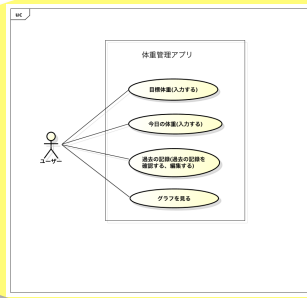 UC
体重管理アプリ
目標体重(入力する)
今日の体重(入力する)
過去の記録(過去の記録を
確認する、編集する)
グラフを見る
ユーザー